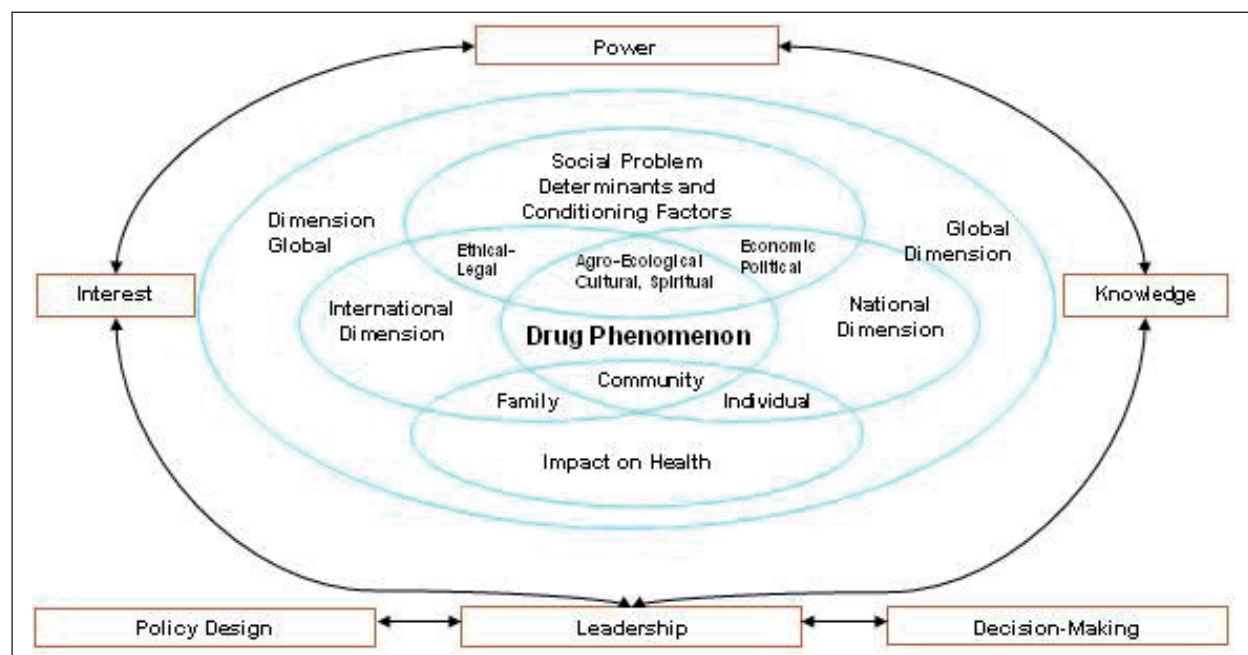 Power
Social Problem
Determinants and
Conditioning Factors
Dimension
Global
Global
Dimension
Ethical-
Legal
Agro-Ecological
Cultural, Spiritual
Economic
Political
Interest
Knowledge
International
Dimension
National
Dimension
Drug Phenomenon
Community
Family
Individual
Impact on Health
Policy Design
Leadership
Decision-Making